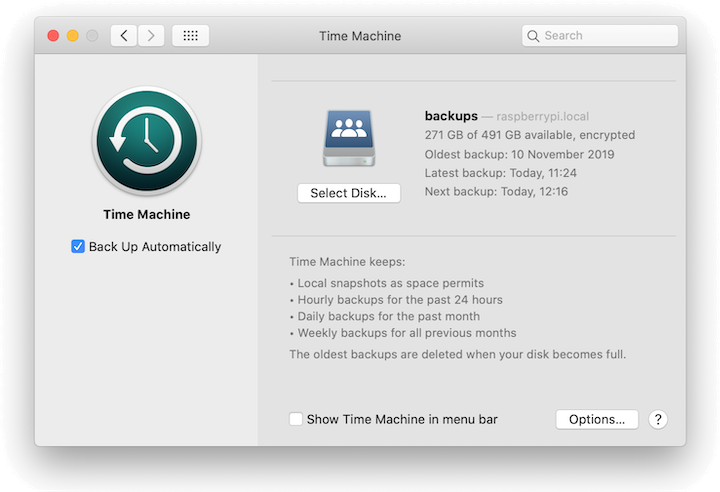 Time Machine
Search
backups — raspberrypi.local
271 GB of 491 GB available, encrypted
Oldest backup: 10 November 2019
Latest backup: Today, 11:24
Next backup: Today, 12:16
Select Disk...
Time Machine
Back Up Automatically
Time Machine keeps:
• Local snapshots as space permits
• Hourly backups for the past 24 hours
• Daily backups for the past month
• Weekly backups for all previous months
The oldest backups are deleted when your disk becomes full.
Show Time Machine in menu bar
Options...
?